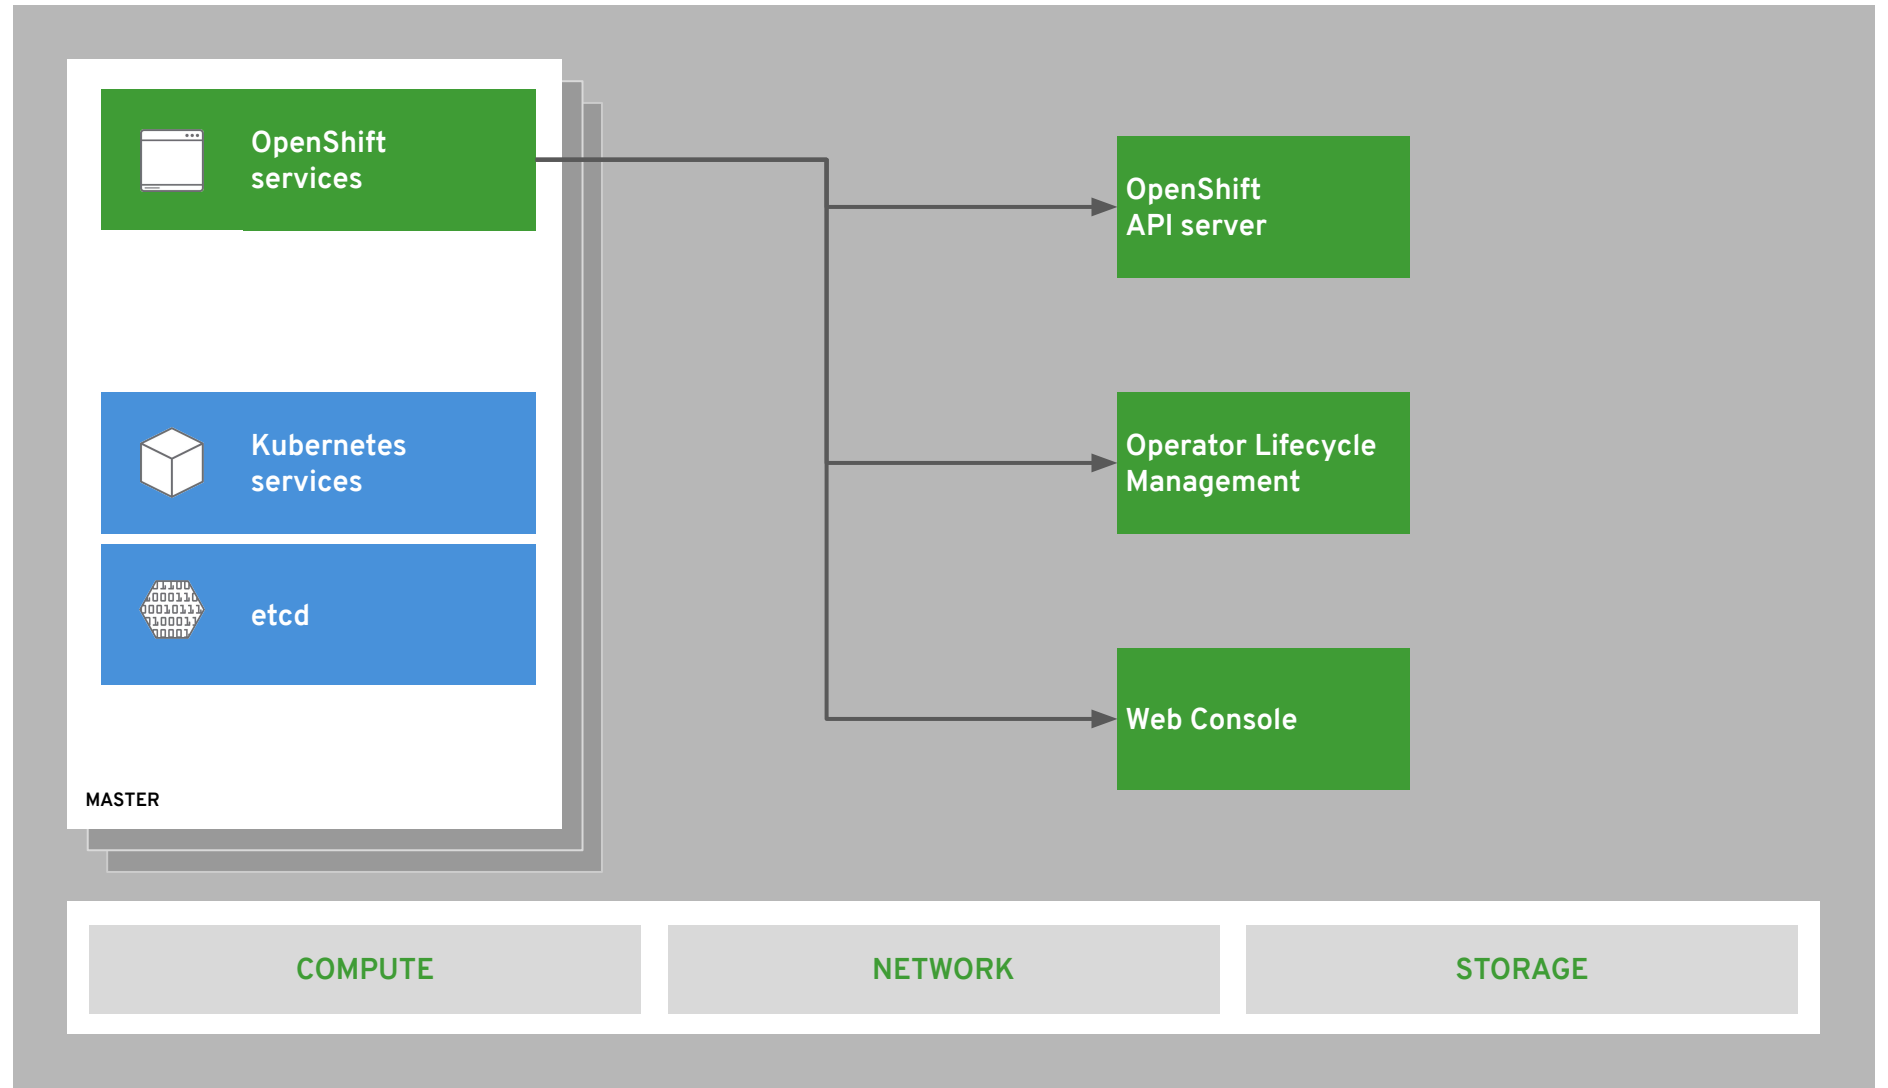 OpenShift
services
Kubernetes
services
etcd
MASTER
OpenShift
API server
Operator Lifecycle
Management
Web Console
COMPUTE
NETWORK
STORAGE